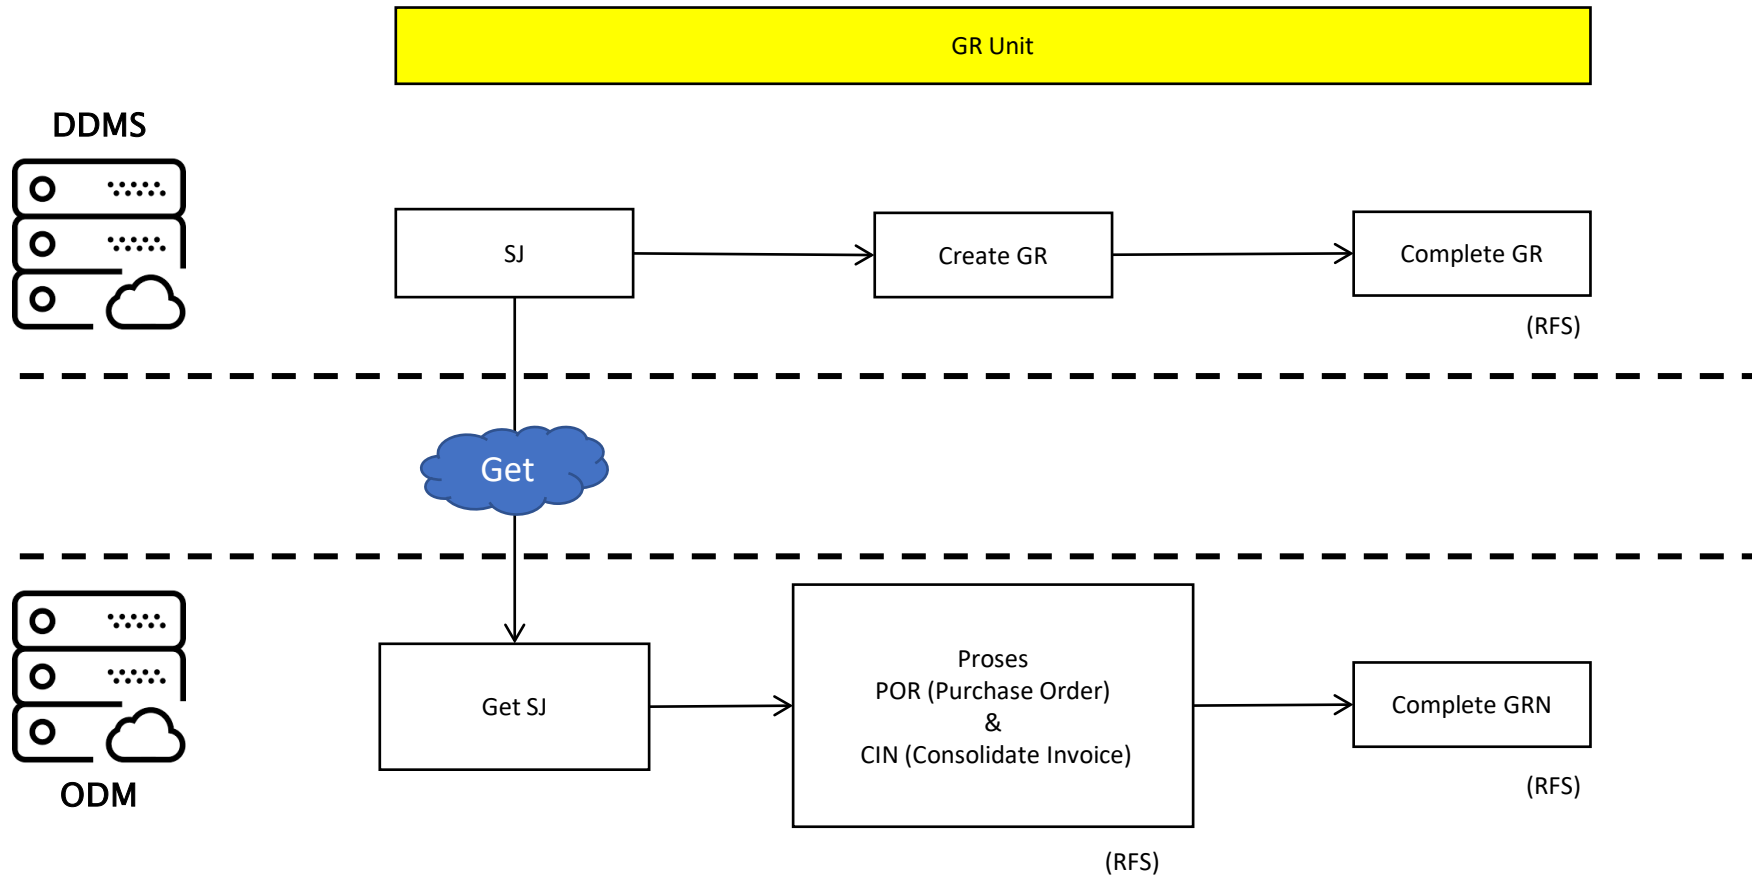 GR Unit
DDMS
SJ
Create GR
Complete GR
(RFS)
Get
Get SJ
Proses
POR (Purchase Order)
&
CIN (Consolidate Invoice)
Complete GRN
(RFS)
ODM
(RFS)